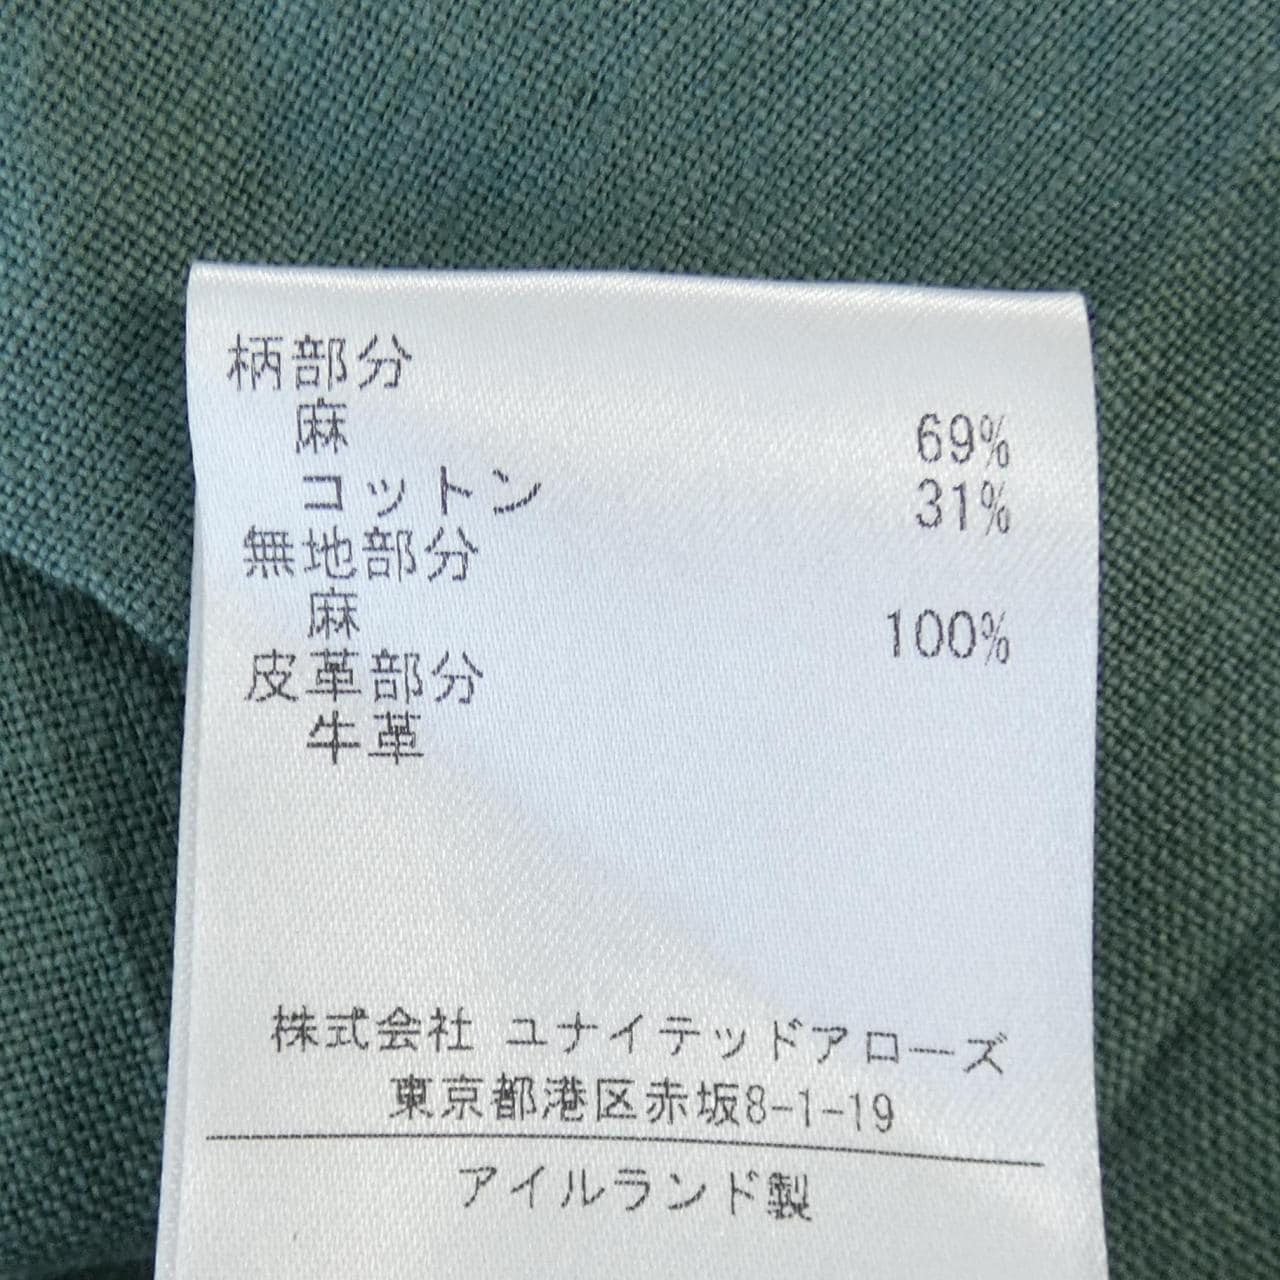 柄部分
麻 69%
コットン 31%
無地部分
麻 100%
皮革部分
牛革
株式会社 ユナイテッドアローズ
東京都港区赤坂8-1-19
アイルランド製